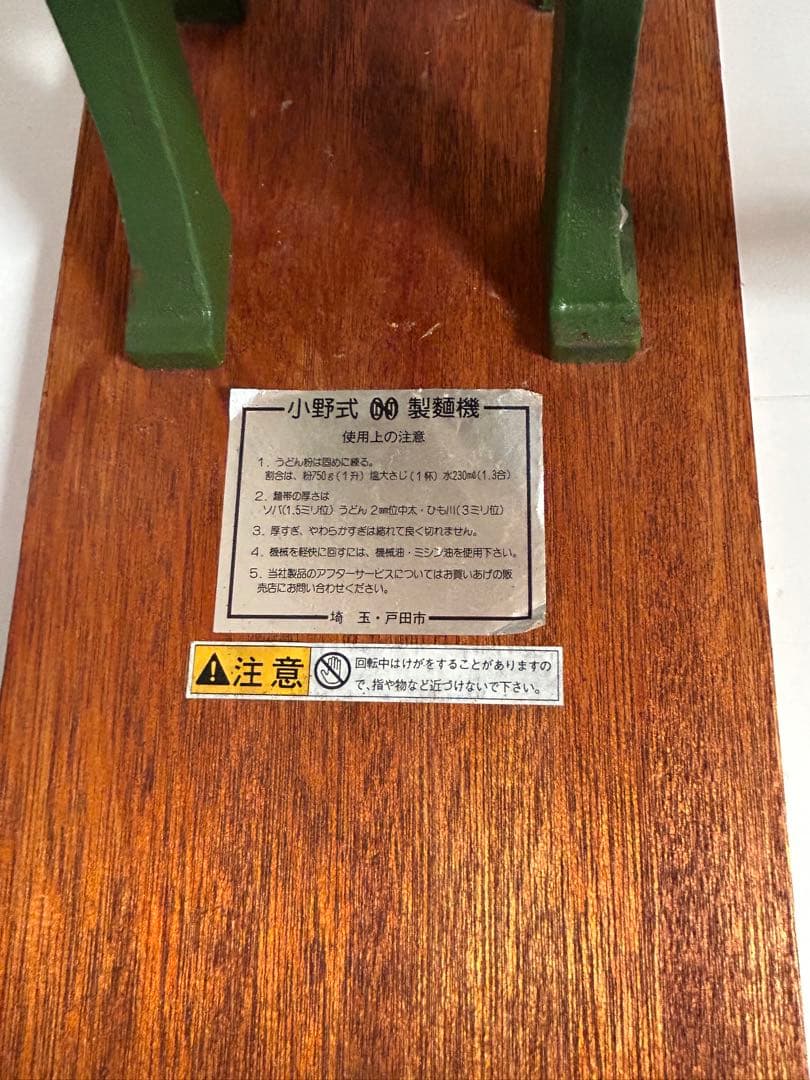 小野式 製麵機
使用上の注意
1．うどん粉は固めに練る。
割合は、粉750g(1升)塩大さじ(1杯)水230㎖(1.3合)
2．麵帯の厚さは
ソバ(1.5ミリ位)うどん2㎜位中太・ひも川(3ミリ位)
3．厚すぎ、やわらかすぎは縮れて良く切れません。
4．機械を軽快に回すには、機械油・ミシン油を使用下さい。
5．当社製品のアフターサービスについてはお買いあげの販
売店にお問い合わせください。
埼 玉・戸田市
注意
回転中はけがをすることがありますの
で、指や物など近づけないで下さい。